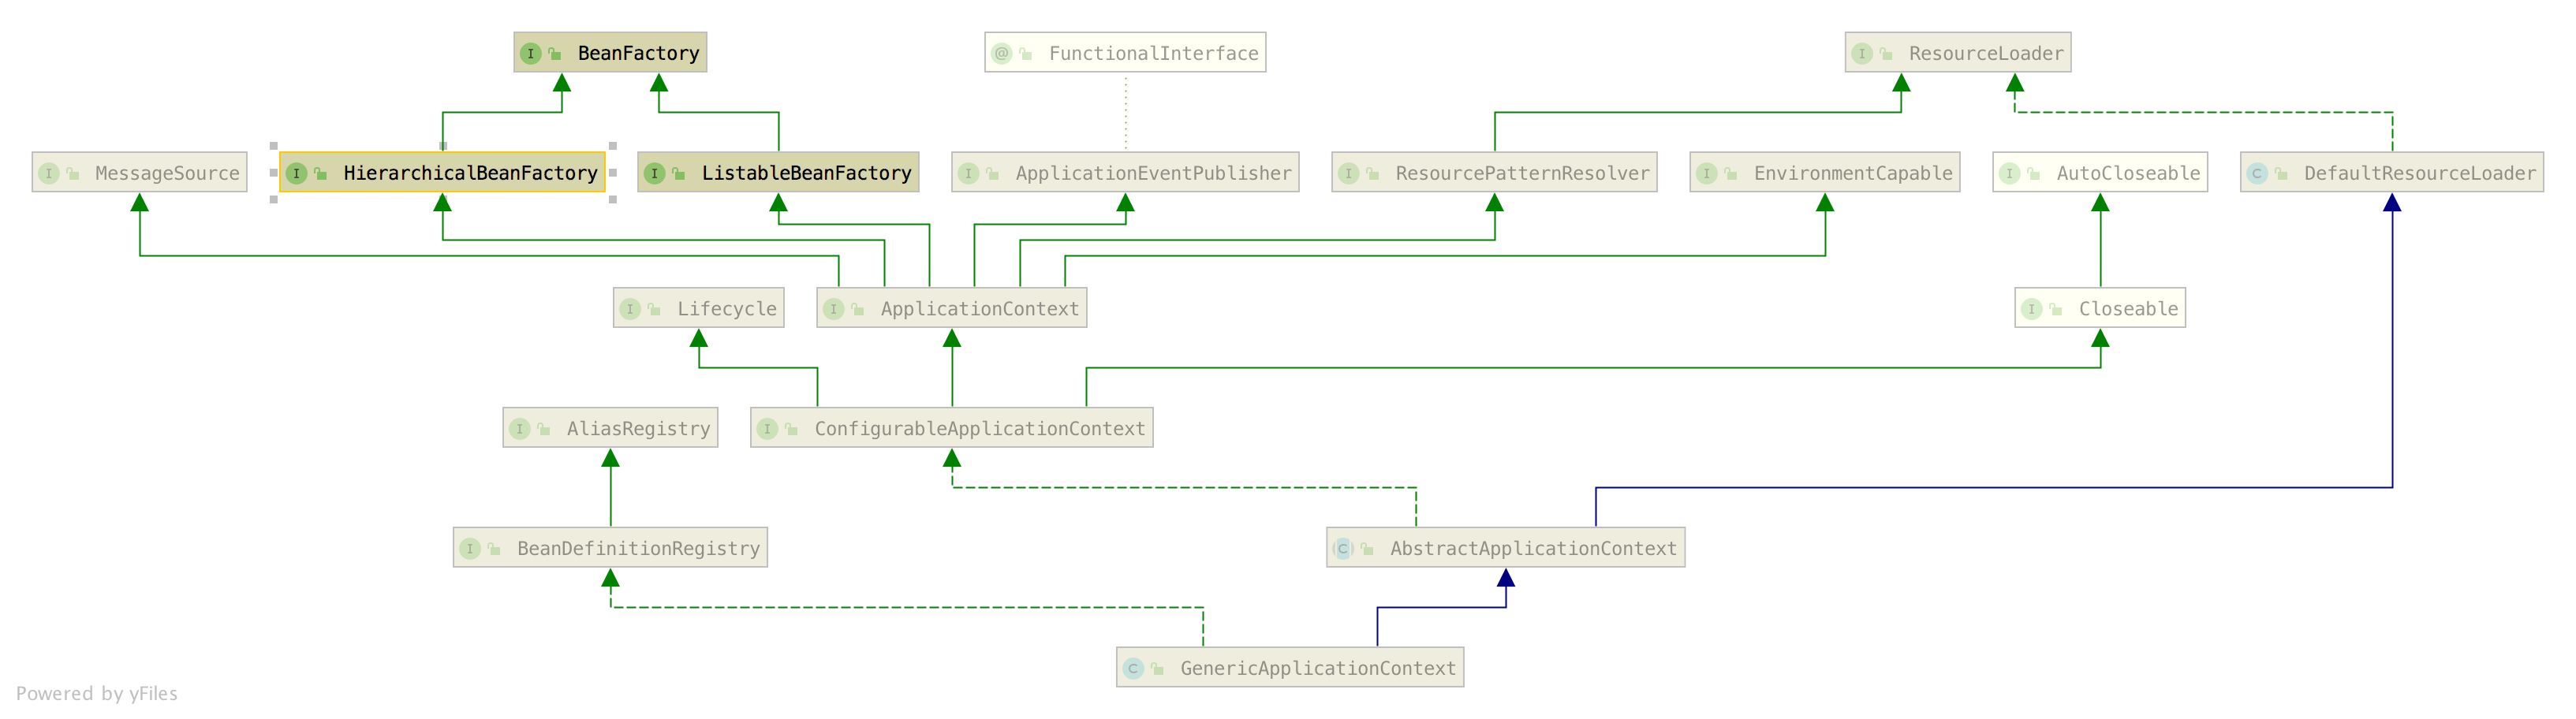 BeanFactory
FunctionalInterface
ResourceLoader
MessageSource
HierarchicalBeanFactory
ListableBeanFactory
ApplicationEventPublisher
ResourcePatternResolver
EnvironmentCapable
AutoCloseable
DefaultResourceLoader
Lifecycle
ApplicationContext
Closeable
AliasRegistry
ConfigurableApplicationContext
BeanDefinitionRegistry
AbstractApplicationContext
GenericApplicationContext
Powered by yFiles